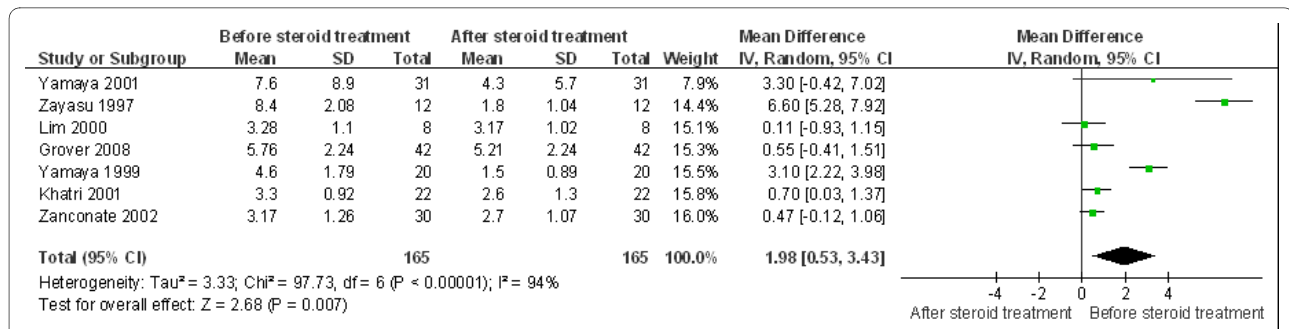 Before steroid treatment After steroid treatment Mean Difference Mean Difference
Study or Subgroup Mean SD Total Mean SD Total Weight IV, Random, 95% CI IV, Random, 95% CI
Yamaya 2001 7.6 8.9 31 4.3 5.7 31 7.9% 3.30 [-0.42, 7.02]
Zayasu 1997 8.4 2.08 12 1.8 1.04 12 14.4% 6.60 [5.28, 7.92]
Lim 2000 3.28 1.1 8 3.17 1.02 8 15.1% 0.11 [-0.93, 1.15]
Grover 2008 5.76 2.24 42 5.21 2.24 42 15.3% 0.55 [-0.41, 1.51]
Yamaya 1999 4.6 1.79 20 1.5 0.89 20 15.5% 3.10 [2.22, 3.98]
Khatri 2001 3.3 0.92 22 2.6 1.3 22 15.8% 0.70 [0.03, 1.37]
Zanconate 2002 3.17 1.26 30 2.7 1.07 30 16.0% 0.47 [-0.12, 1.06]
Total (95% CI) 165 165 100.0% 1.98 [0.53, 3.43]
Heterogeneity: Tau² = 3.33; Chi² = 97.73, df = 6 (P < 0.00001); I² = 94%
Test for overall effect: Z = 2.68 (P = 0.007)
-4 -2 0 2 4
After steroid treatment Before steroid treatment